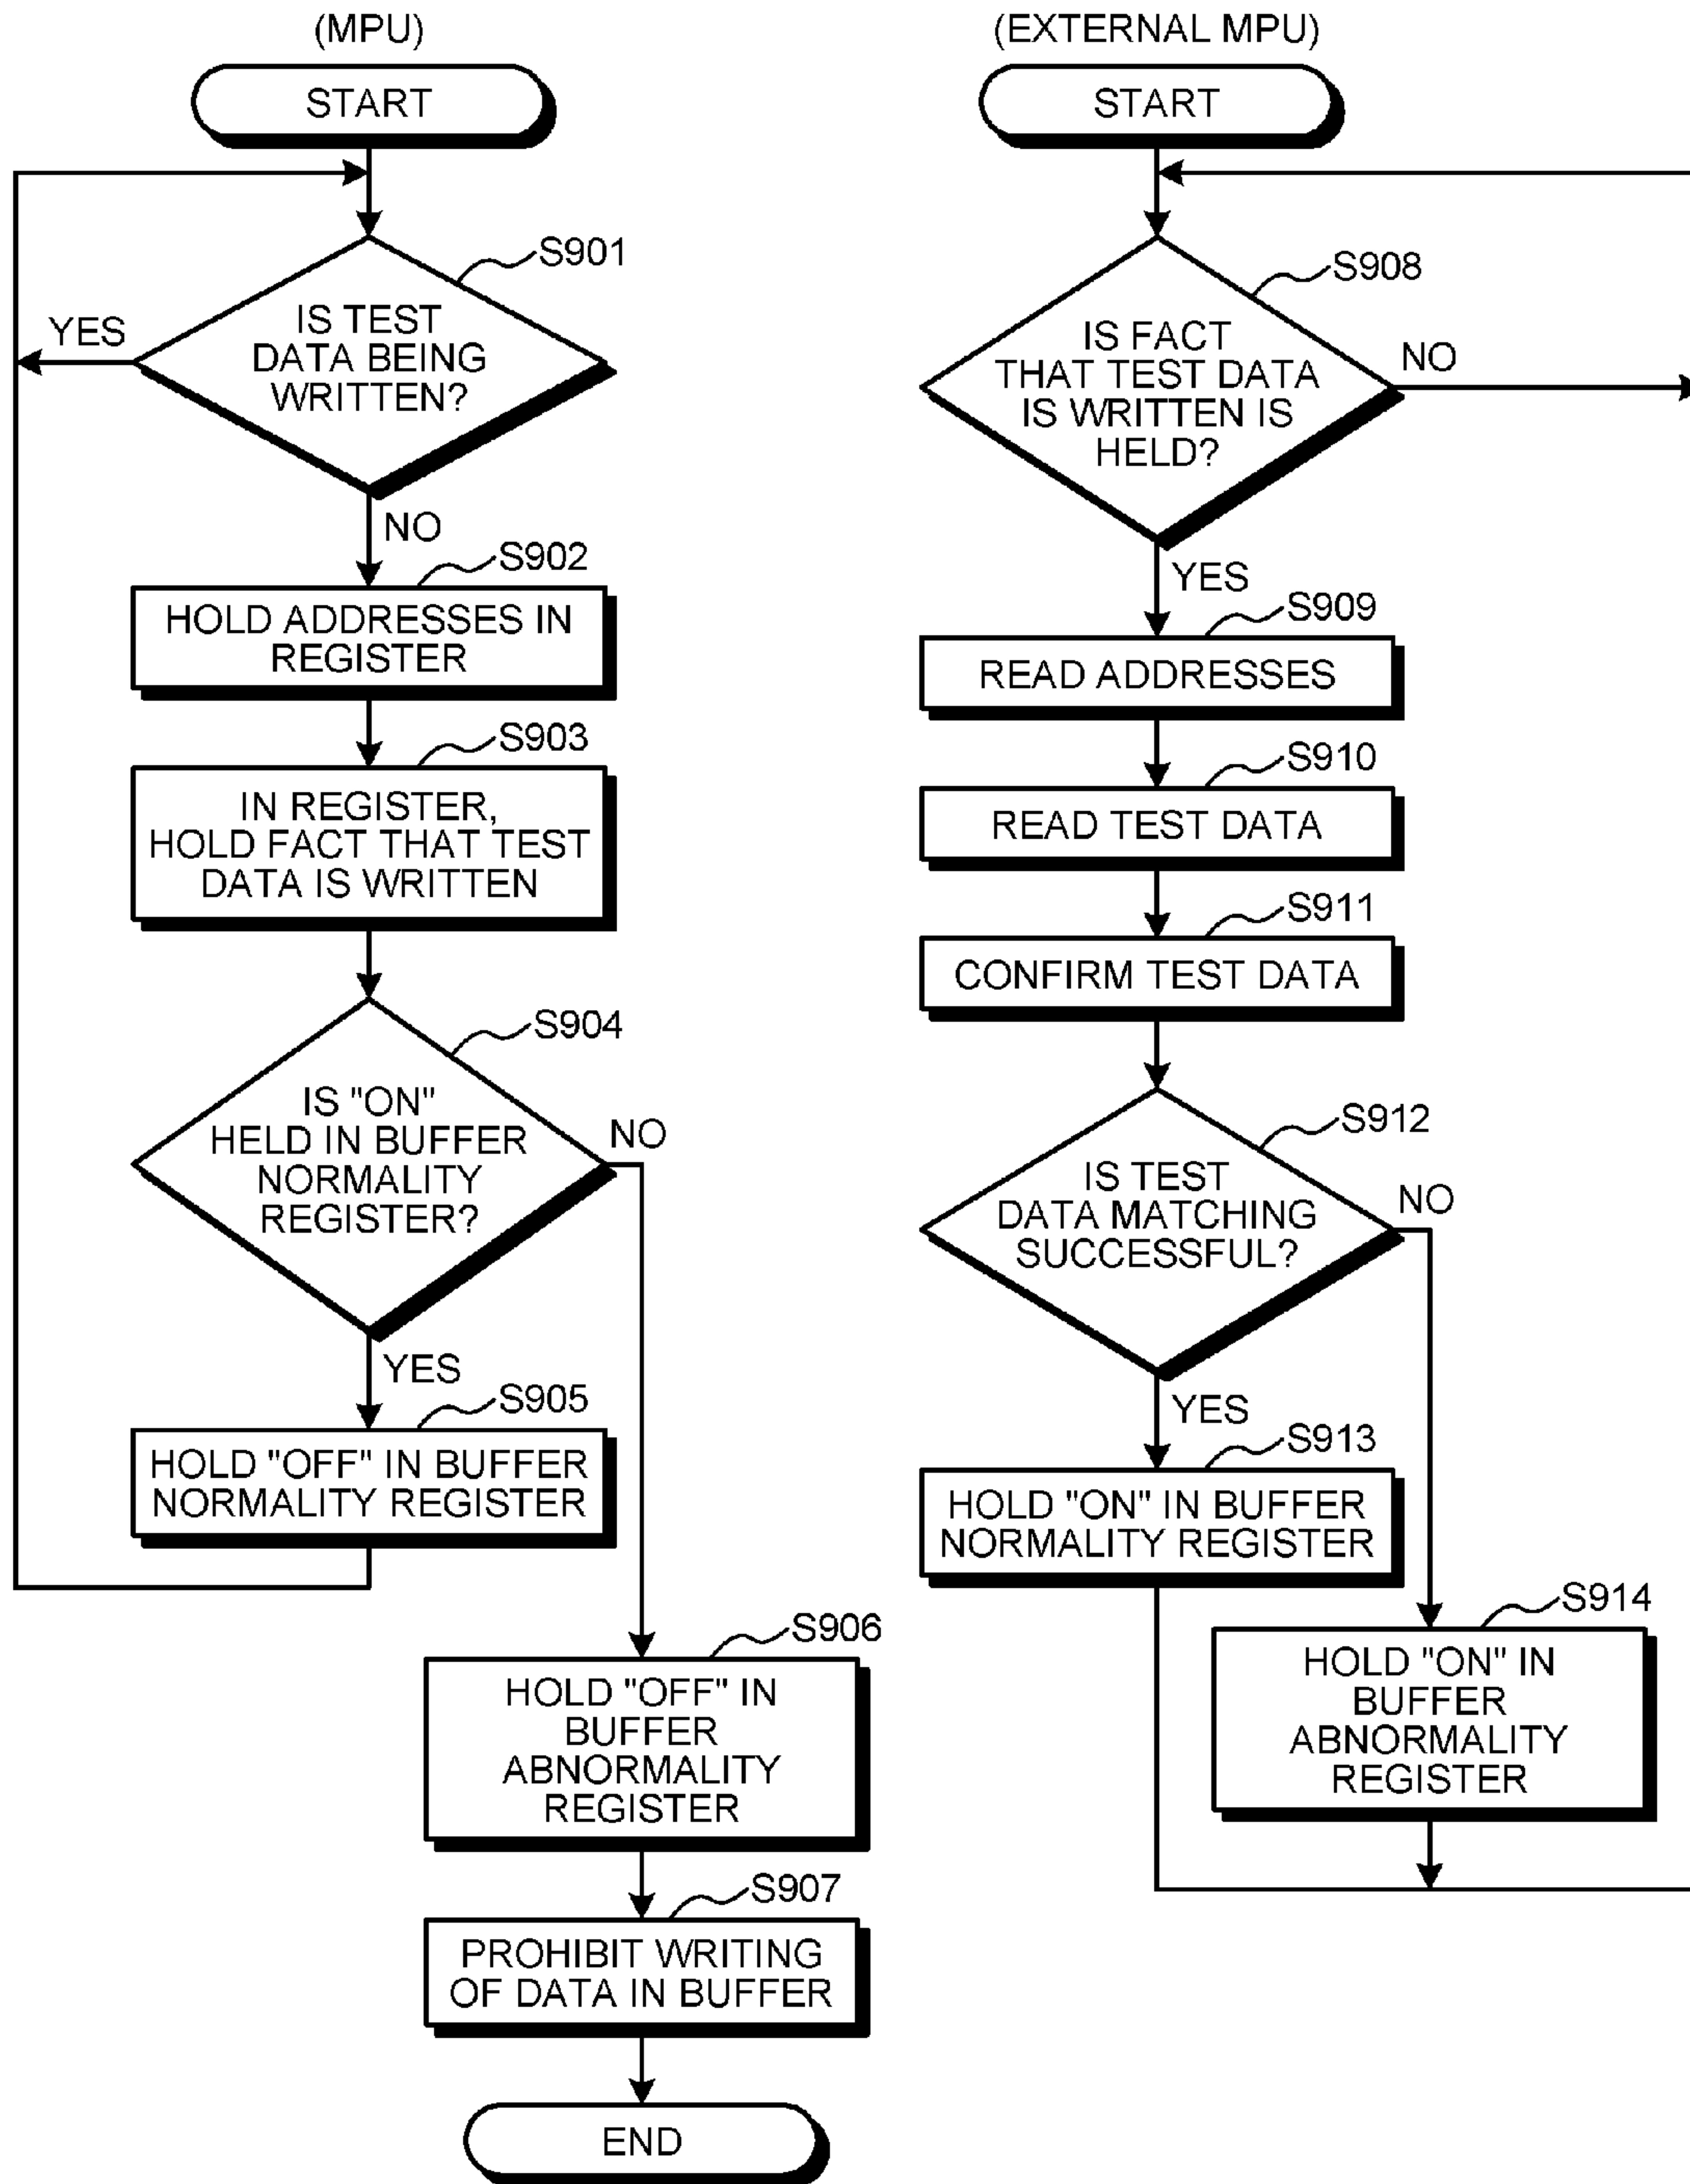 (MPU)
START
S901
IS TEST
DATA BEING
WRITTEN?
YES
NO
S902
HOLD ADDRESSES IN
REGISTER
S903
IN REGISTER,
HOLD FACT THAT TEST
DATA IS WRITTEN
S904
IS "ON"
HELD IN BUFFER
NORMALITY
REGISTER?
NO
YES
S905
HOLD "OFF" IN BUFFER
NORMALITY REGISTER
S906
HOLD "OFF" IN
BUFFER
ABNORMALITY
REGISTER
S907
PROHIBIT WRITING
OF DATA IN BUFFER
END
(EXTERNAL MPU)
START
S908
IS FACT
THAT TEST DATA
IS WRITTEN IS
HELD?
NO
YES
S909
READ ADDRESSES
S910
READ TEST DATA
S911
CONFIRM TEST DATA
S912
IS TEST
DATA MATCHING
SUCCESSFUL?
NO
YES
S913
HOLD "ON" IN BUFFER
NORMALITY REGISTER
S914
HOLD "ON" IN
BUFFER
ABNORMALITY
REGISTER